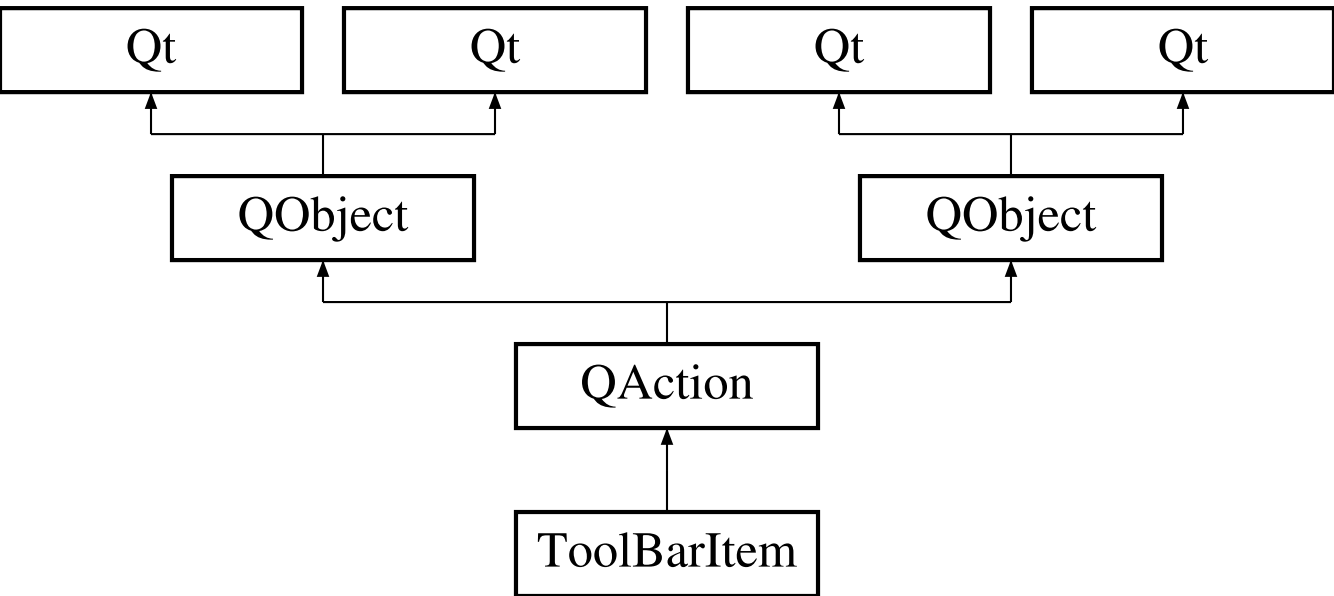 Qt
Qt
Qt
Qt
QObject
QObject
QAction
ToolBarItem